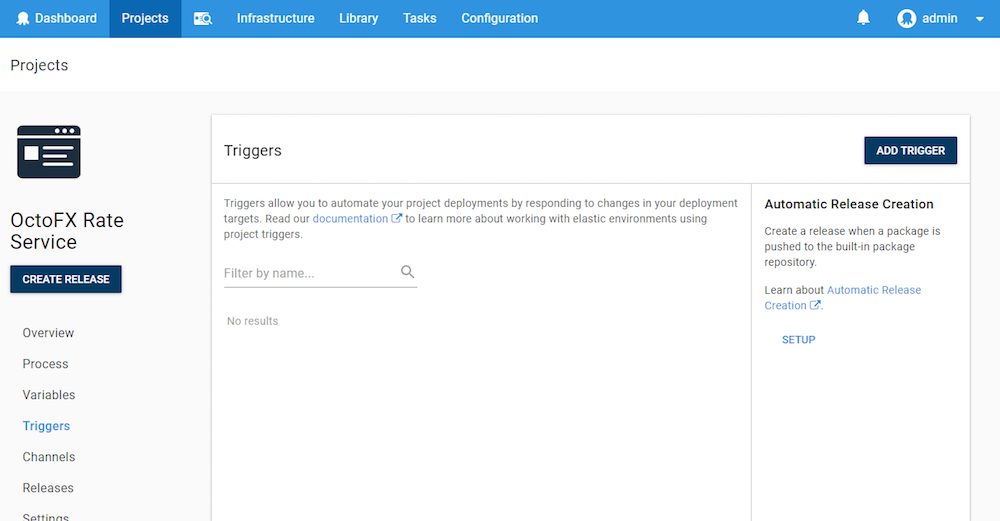 Dashboard
Projects
Infrastructure
Library
Tasks
Configuration
admin
Projects
OctoFX Rate
Service
CREATE RELEASE
Overview
Process
Variables
Triggers
Channels
Releases
Settings
Triggers
ADD TRIGGER
Triggers allow you to automate your project deployments by responding to changes in your deployment
targets. Read our documentation to learn more about working with elastic environments using
project triggers.
Filter by name...
No results
Automatic Release Creation
Create a release when a package is
pushed to the built-in package
repository.
Learn about Automatic Release
Creation .
SETUP